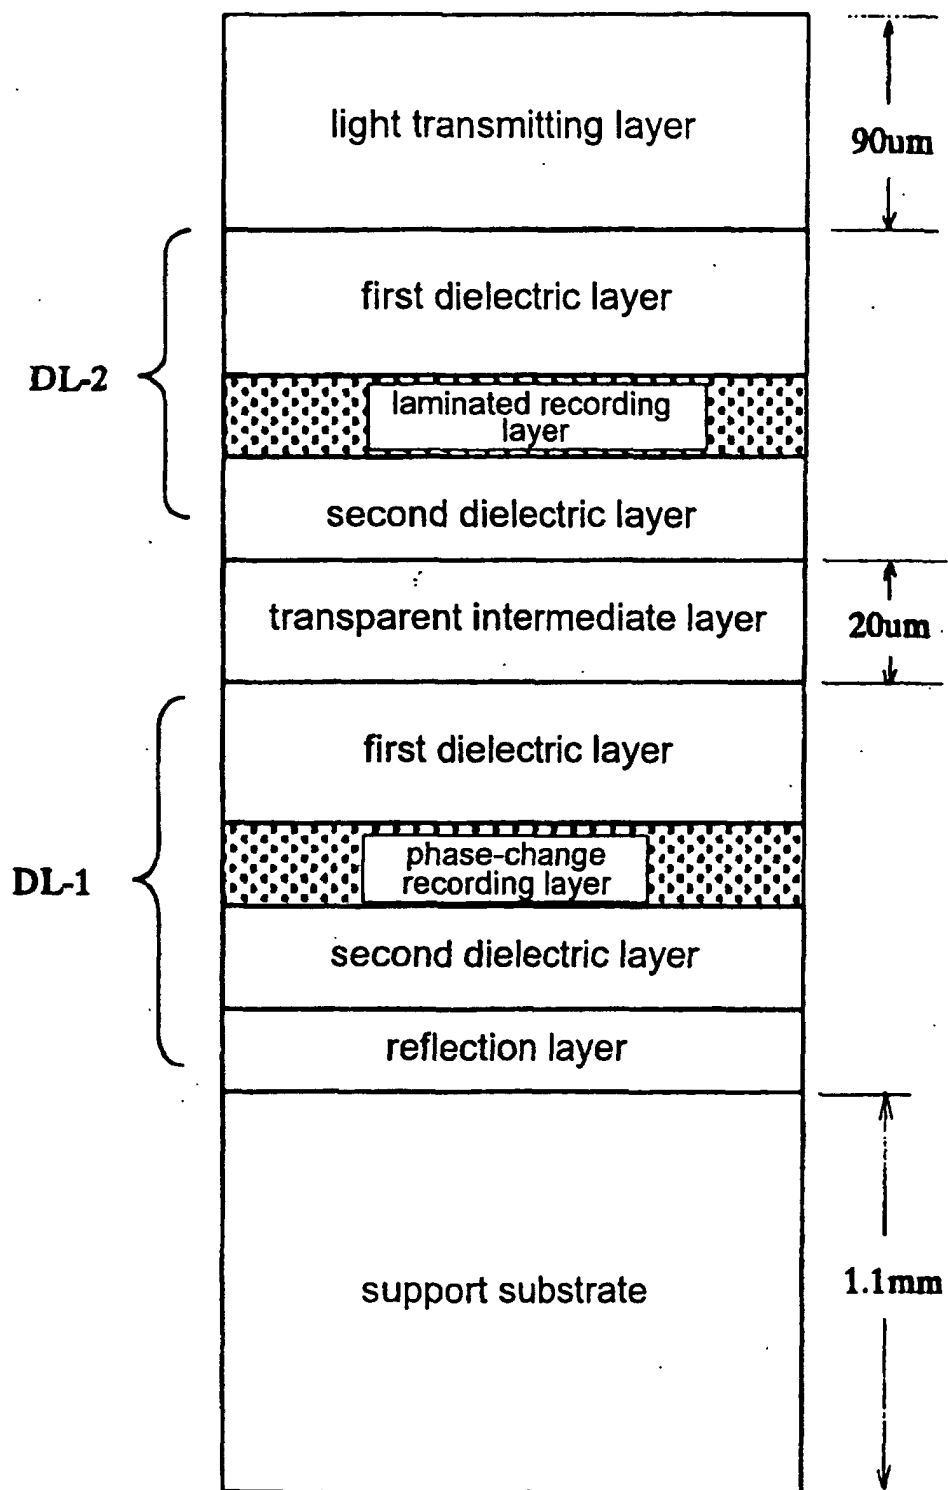 light transmitting layer
90um
first dielectric layer
DL-2
laminated recording
layer
second dielectric layer
transparent intermediate layer
20um
first dielectric layer
phase-change
recording layer
DL-1
second dielectric layer
reflection layer
support substrate
1.1mm